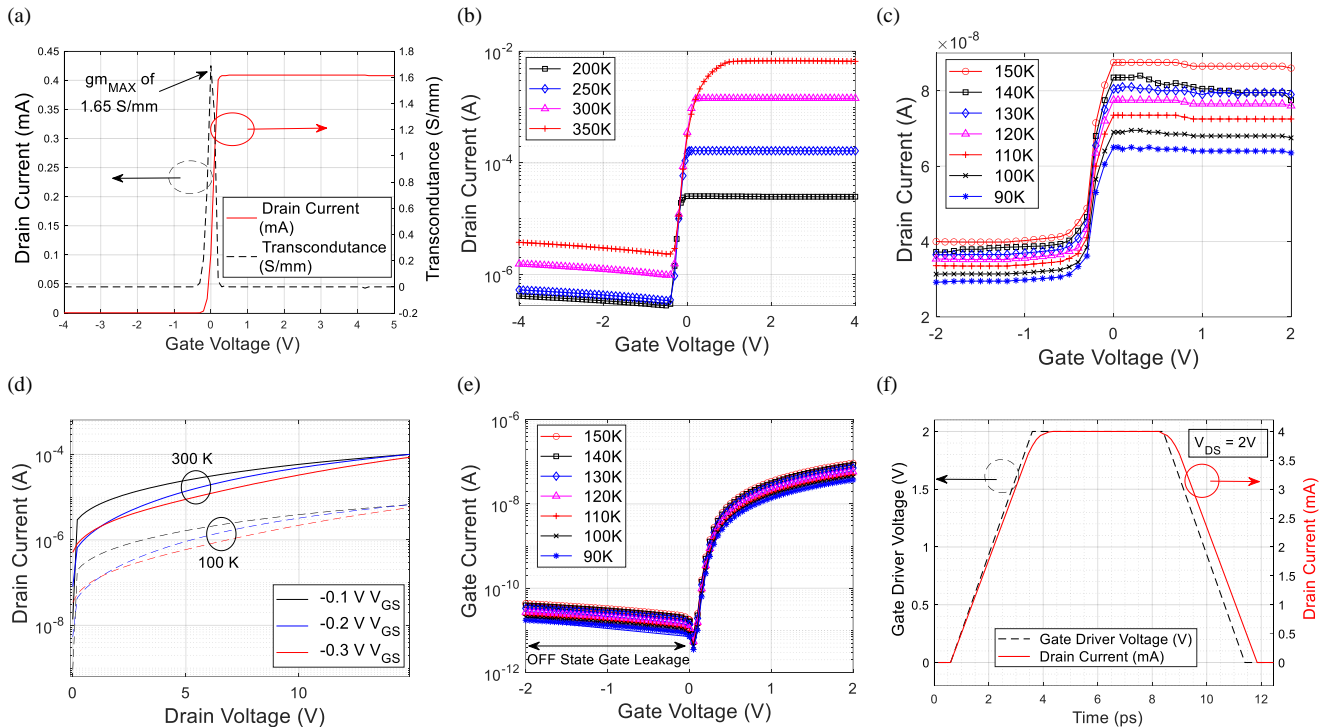 (a)
0.45
0.4
0.35
0.3
0.25
0.2
0.15
0.1
0.05
0
Drain Current (mA)
gm_MAX of
1.65 S/mm
Drain Current
(mA)
Transcondutance
(S/mm)
1.8
1.6
1.4
1.2
1
0.8
0.6
0.4
0.2
0
-0.2
Transcondutance (S/mm)
-4 -3 -2 -1 0 1 2 3 4 5
Gate Voltage (V)
(b)
10^-2
10^-4
10^-6
Drain Current (A)
200K
250K
300K
350K
-4 -2 0 2 4
Gate Voltage (V)
(c)
×10^-8
8
6
4
2
Drain Current (A)
150K
140K
130K
120K
110K
100K
90K
-2 -1 0 1 2
Gate Voltage (V)
(d)
10^-4
10^-6
10^-8
Drain Current (A)
300 K
100 K
-0.1 V V_GS
-0.2 V V_GS
-0.3 V V_GS
0 5 10
Drain Voltage (V)
(e)
10^-6
10^-8
10^-10
10^-12
Gate Current (A)
150K
140K
130K
120K
110K
100K
90K
OFF State Gate Leakage
-2 -1 0 1 2
Gate Voltage (V)
(f)
2
1.5
1
0.5
0
Gate Driver Voltage (V)
V_DS = 2V
Gate Driver Voltage (V)
Drain Current (mA)
4
3.5
3
2.5
2
1.5
1
0.5
0
Drain Current (mA)
0 2 4 6 8 10 12
Time (ps)